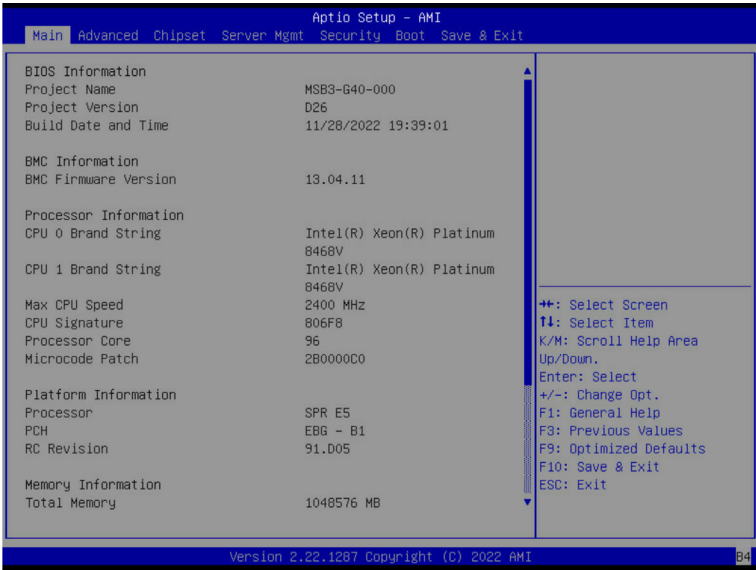 Aptio Setup - AMI
Main Advanced Chipset Server Mgmt Security Boot Save & Exit
BIOS Information
Project Name MSB3-G40-000
Project Version D26
Build Date and Time 11/28/2022 19:39:01
BMC Information
BMC Firmware Version 13.04.11
Processor Information
CPU 0 Brand String Intel(R) Xeon(R) Platinum
8468V
CPU 1 Brand String Intel(R) Xeon(R) Platinum
8468V
Max CPU Speed 2400 MHz
CPU Signature 806F8
Processor Core 96
Microcode Patch 2B0000C0
Platform Information
Processor SPR E5
PCH EBG - B1
RC Revision 91.D05
Memory Information
Total Memory 1048576 MB
→←: Select Screen
↑↓: Select Item
K/M: Scroll Help Area
Up/Down.
Enter: Select
+/-: Change Opt.
F1: General Help
F3: Previous Values
F9: Optimized Defaults
F10: Save & Exit
ESC: Exit
Version 2.22.1287 Copyright (C) 2022 AMI
B4